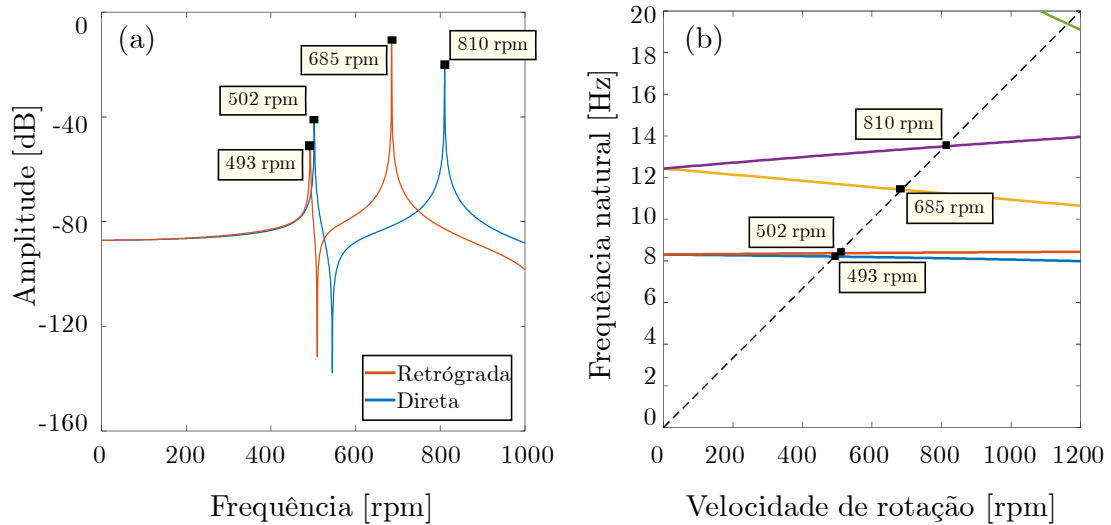 (a)
685 rpm
810 rpm
502 rpm
493 rpm
Retrógrada
Direta
0
-40
-80
-120
-160
0 200 400 600 800 1000
Amplitude [dB]
Frequência [rpm]
(b)
810 rpm
685 rpm
502 rpm
493 rpm
20
18
16
14
12
10
8
6
4
2
0
0 200 400 600 800 1000 1200
Frequência natural [Hz]
Velocidade de rotação [rpm]